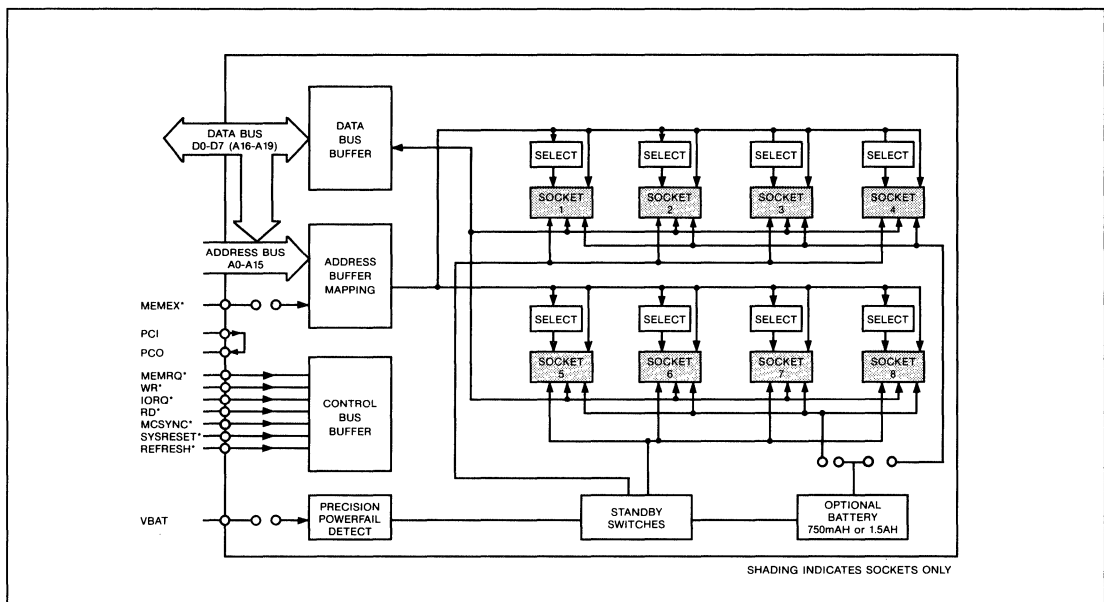 DATA BUS
D0-D7 (A16-A19)
DATA
BUS
BUFFER
ADDRESS BUS
A0-A15
ADDRESS
BUFFER
MAPPING
MEMEX*
PCI
PCO
MEMRQ*
WR*
IORQ*
RD*
MCSYNC*
SYSRESET*
REFRESH*
CONTROL
BUS
BUFFER
VBAT
PRECISION
POWERFAIL
DETECT
SELECT
SELECT
SELECT
SELECT
SOCKET
1
SOCKET
2
SOCKET
3
SOCKET
4
SELECT
SELECT
SELECT
SELECT
SOCKET
5
SOCKET
6
SOCKET
7
SOCKET
8
STANDBY
SWITCHES
OPTIONAL
BATTERY
750mAH or 1.5AH
SHADING INDICATES SOCKETS ONLY